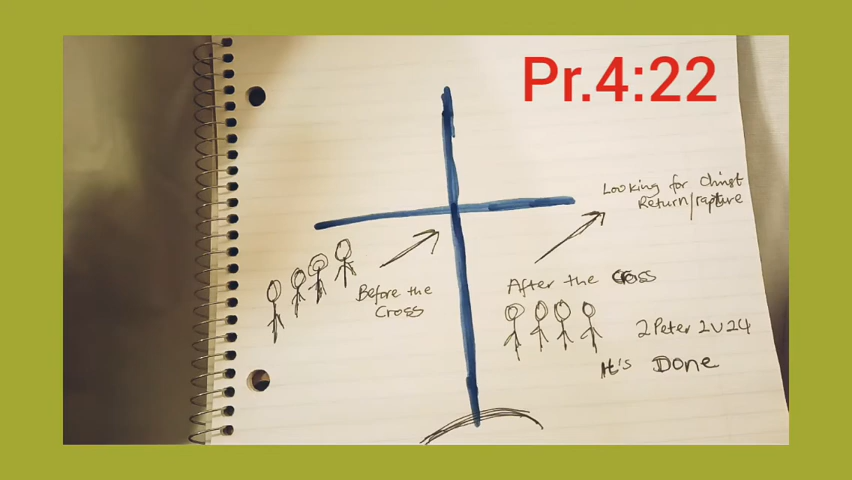 Pr.4:22
Looking for Christ
Return/rapture
Before the
Cross
After the Cross
2 Peter 2v24
It's Done